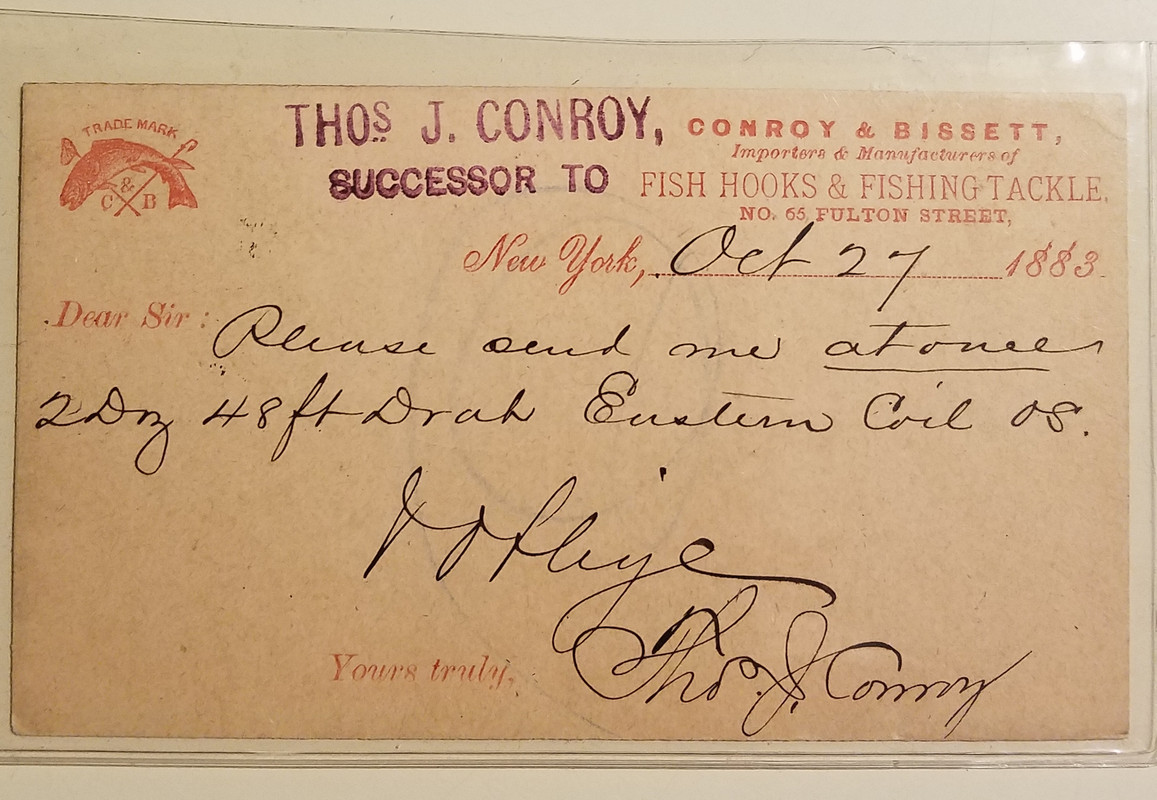 TRADE MARK
C & B
THOS J. CONROY,
SUCCESSOR TO
CONROY & BISSETT,
Importers & Manufacturers of
FISH HOOKS & FISHING TACKLE,
NO. 65 FULTON STREET,
New York, Oct 27 1883.
Dear Sir: Please send me at once
2 Doz 48 ft Drab Eastern Coil OS.
Yours truly,
Thos. J. Conroy